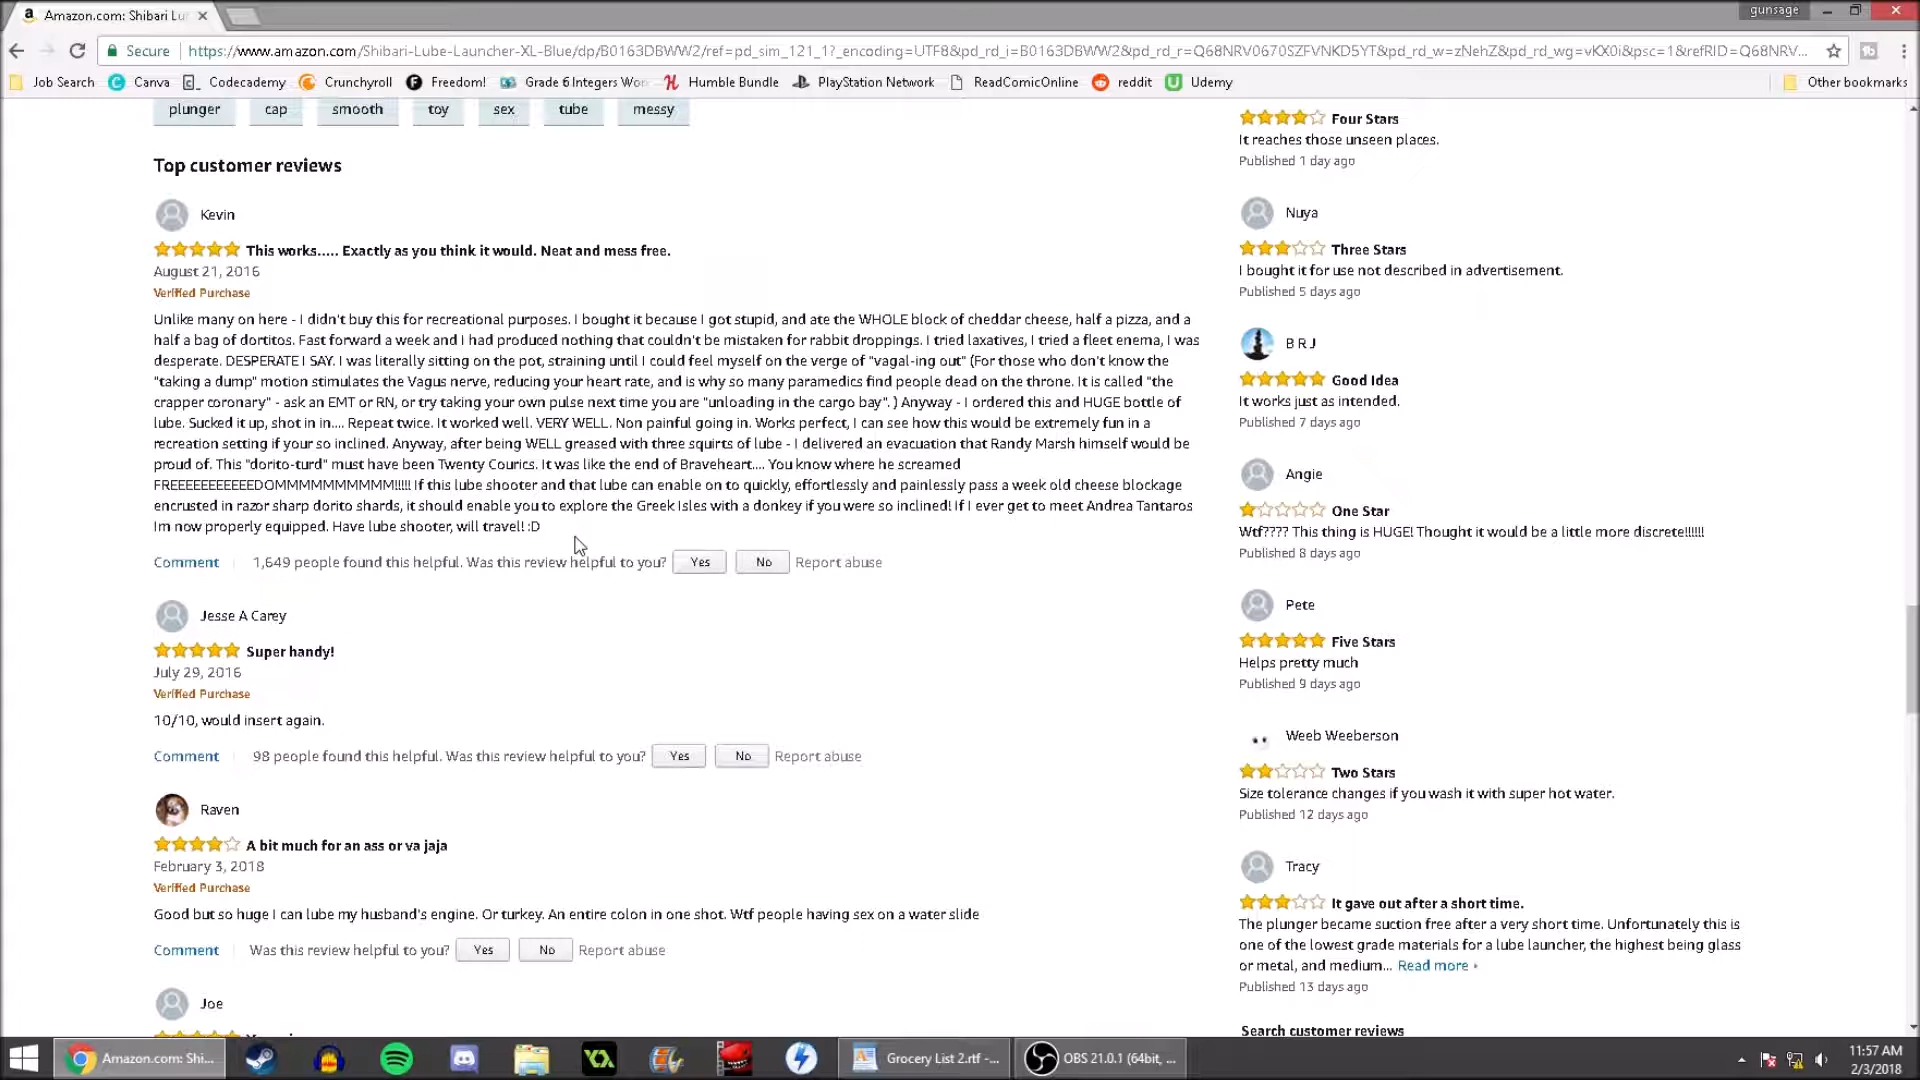 Amazon.com: Shibari Lu
gunsage
Secure
https://www.amazon.com/Shibari-Lube-Launcher-XL-Blue/dp/B0163DBWW2/ref=pd_sim_121_1?_encoding=UTF8&pd_rd_i=B0163DBWW2&pd_rd_r=Q68NRV0670SZFVNKD5YT&pd_rd_w=zNehZ&pd_rd_wg=vKX0i&psc=1&refRID=Q68NRV...
Job Search Canva Codecademy Crunchyroll Freedom! Grade 6 Integers Wor Humble Bundle PlayStation Network ReadComicOnline reddit Udemy Other bookmarks
plunger cap smooth toy sex tube messy
Top customer reviews
Kevin
This works..... Exactly as you think it would. Neat and mess free.
August 21, 2016
Verified Purchase
Unlike many on here - I didn't buy this for recreational purposes. I bought it because I got stupid, and ate the WHOLE block of cheddar cheese, half a pizza, and a
half a bag of dortitos. Fast forward a week and I had produced nothing that couldn't be mistaken for rabbit droppings. I tried laxatives, I tried a fleet enema, I was
desperate. DESPERATE I SAY. I was literally sitting on the pot, straining until I could feel myself on the verge of "vagal-ing out" (For those who don't know the
"taking a dump" motion stimulates the Vagus nerve, reducing your heart rate, and is why so many paramedics find people dead on the throne. It is called "the
crapper coronary" - ask an EMT or RN, or try taking your own pulse next time you are "unloading in the cargo bay". ) Anyway - I ordered this and HUGE bottle of
lube. Sucked it up, shot in in.... Repeat twice. It worked well. VERY WELL. Non painful going in. Works perfect, I can see how this would be extremely fun in a
recreation setting if your so inclined. Anyway, after being WELL greased with three squirts of lube - I delivered an evacuation that Randy Marsh himself would be
proud of. This "dorito-turd" must have been Twenty Courics. It was like the end of Braveheart.... You know where he screamed
FREEEEEEEEEEEDOMMMMMMMMMM!!!!! If this lube shooter and that lube can enable on to quickly, effortlessly and painlessly pass a week old cheese blockage
encrusted in razor sharp dorito shards, it should enable you to explore the Greek Isles with a donkey if you were so inclined! If I ever get to meet Andrea Tantaros
Im now properly equipped. Have lube shooter, will travel! :D
Comment 1,649 people found this helpful. Was this review helpful to you? Yes No Report abuse
Jesse A Carey
Super handy!
July 29, 2016
Verified Purchase
10/10, would insert again.
Comment 98 people found this helpful. Was this review helpful to you? Yes No Report abuse
Raven
A bit much for an ass or va jaja
February 3, 2018
Verified Purchase
Good but so huge I can lube my husband's engine. Or turkey. An entire colon in one shot. Wtf people having sex on a water slide
Comment Was this review helpful to you? Yes No Report abuse
Joe
Four Stars
It reaches those unseen places.
Published 1 day ago
Nuya
Three Stars
I bought it for use not described in advertisement.
Published 5 days ago
B R J
Good Idea
It works just as intended.
Published 7 days ago
Angie
One Star
Wtf???? This thing is HUGE! Thought it would be a little more discrete!!!!!!
Published 8 days ago
Pete
Five Stars
Helps pretty much
Published 9 days ago
Weeb Weeberson
Two Stars
Size tolerance changes if you wash it with super hot water.
Published 12 days ago
Tracy
It gave out after a short time.
The plunger became suction free after a very short time. Unfortunately this is
one of the lowest grade materials for a lube launcher, the highest being glass
or metal, and medium... Read more
Published 13 days ago
Search customer reviews
Amazon.com: Shi... Grocery List 2.rtf -... OBS 21.0.1 (64bit, ...
11:57 AM
2/3/2018